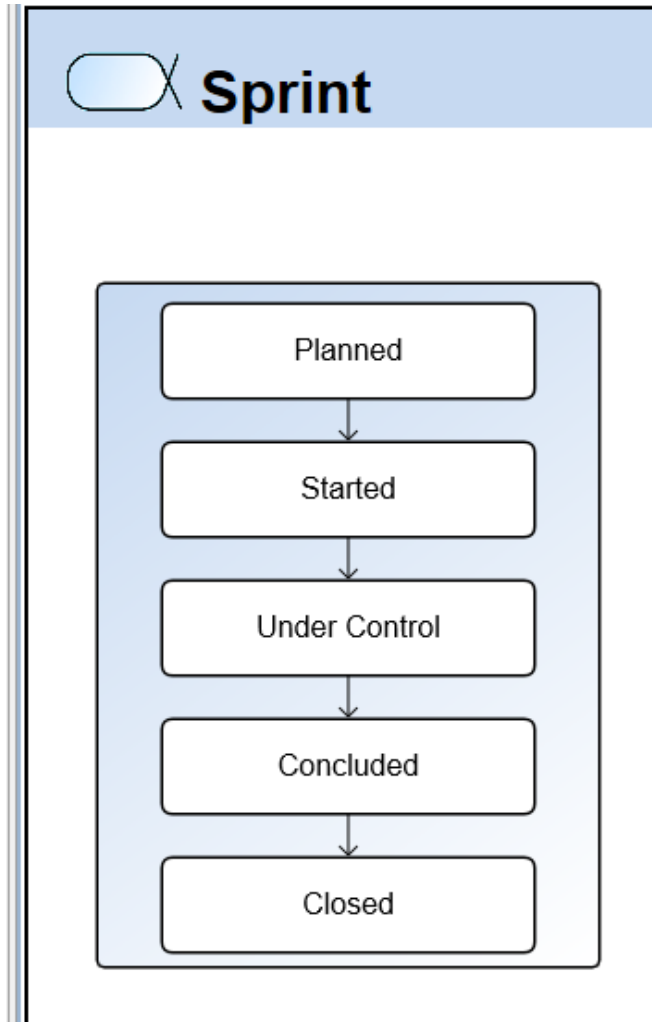 Sprint
Planned
Started
Under Control
Concluded
Closed